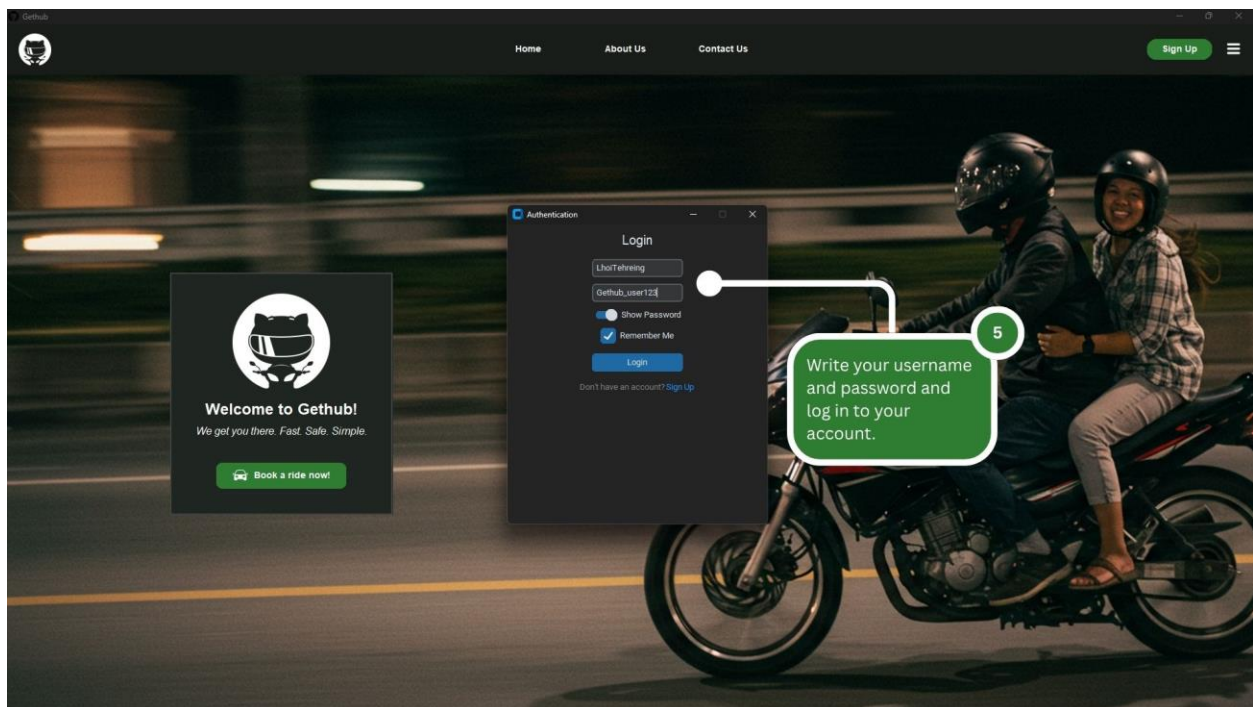 Gethub
Home About Us Contact Us Sign Up
Authentication
Login
LhoiTehreing
Gethub_user123
Show Password
Remember Me
Login
Don't have an account? Sign Up
5
Write your username
and password and
log in to your
account.
Welcome to Gethub!
We get you there. Fast. Safe. Simple.
Book a ride now!